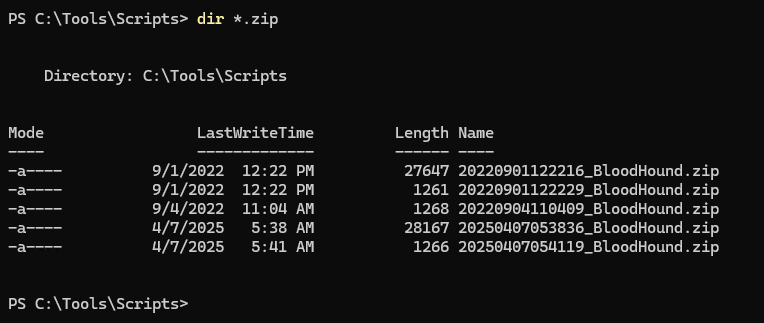 PS C:\Tools\Scripts> dir *.zip
Directory: C:\Tools\Scripts
Mode LastWriteTime Length Name
---- ------------- ------ ----
-a---- 9/1/2022 12:22 PM 27647 20220901122216_BloodHound.zip
-a---- 9/1/2022 12:22 PM 1261 20220901122229_BloodHound.zip
-a---- 9/4/2022 11:04 AM 1268 20220904110409_BloodHound.zip
-a---- 4/7/2025 5:38 AM 28167 20250407053836_BloodHound.zip
-a---- 4/7/2025 5:41 AM 1266 20250407054119_BloodHound.zip
PS C:\Tools\Scripts>